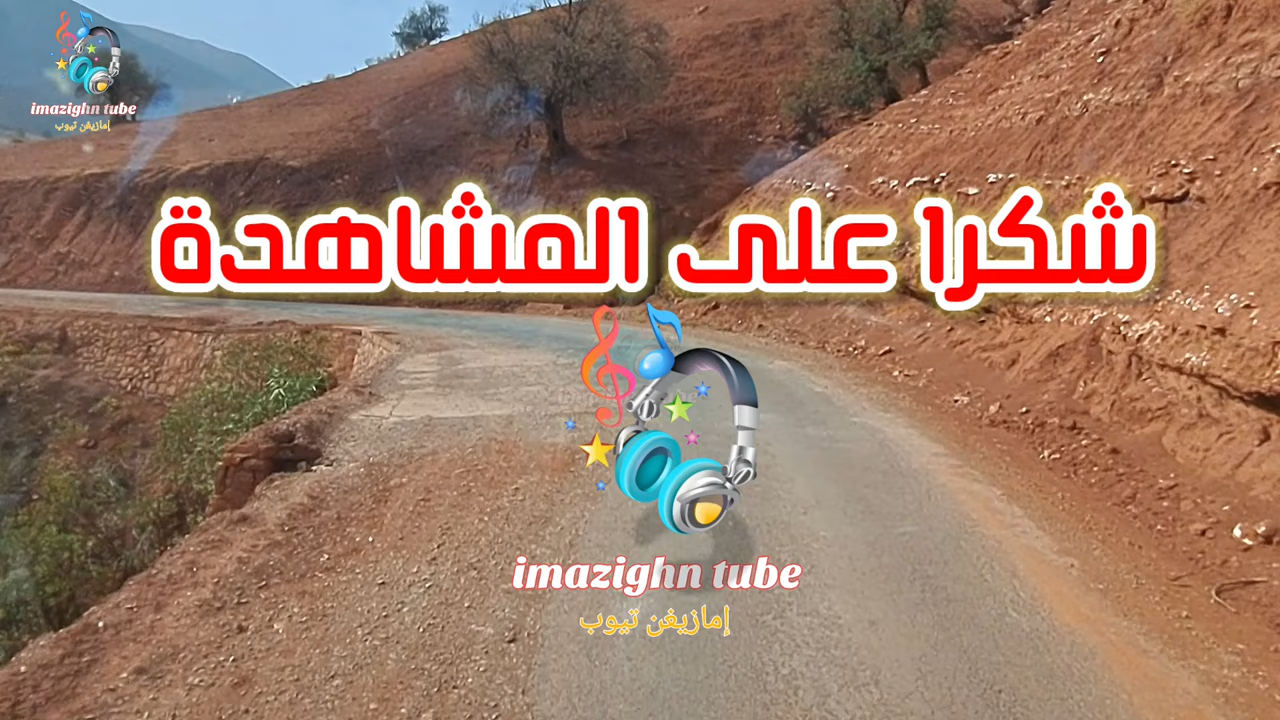 imazighn tube
إمازيغن تيوب
شكرا على المشاهدة
imazighn tube
إمازيغن تيوب